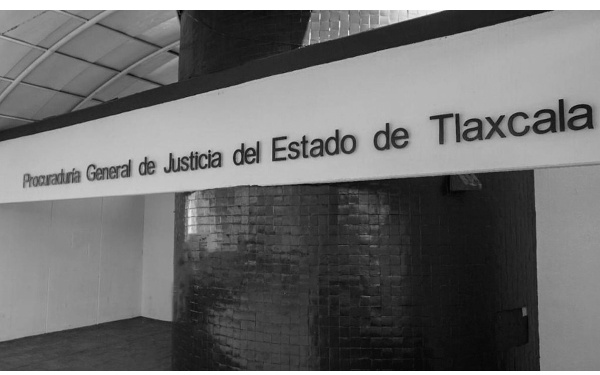 Procuraduría General de Justicia del Estado de Tlaxcala